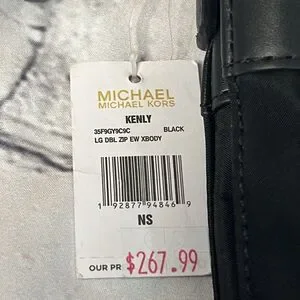 MICHAEL
MICHAEL KORS
KENLY
35F9GY9C9C BLACK
LG DBL ZIP EW XBODY
1 92877 94846 9
NS
OUR PR $267.99